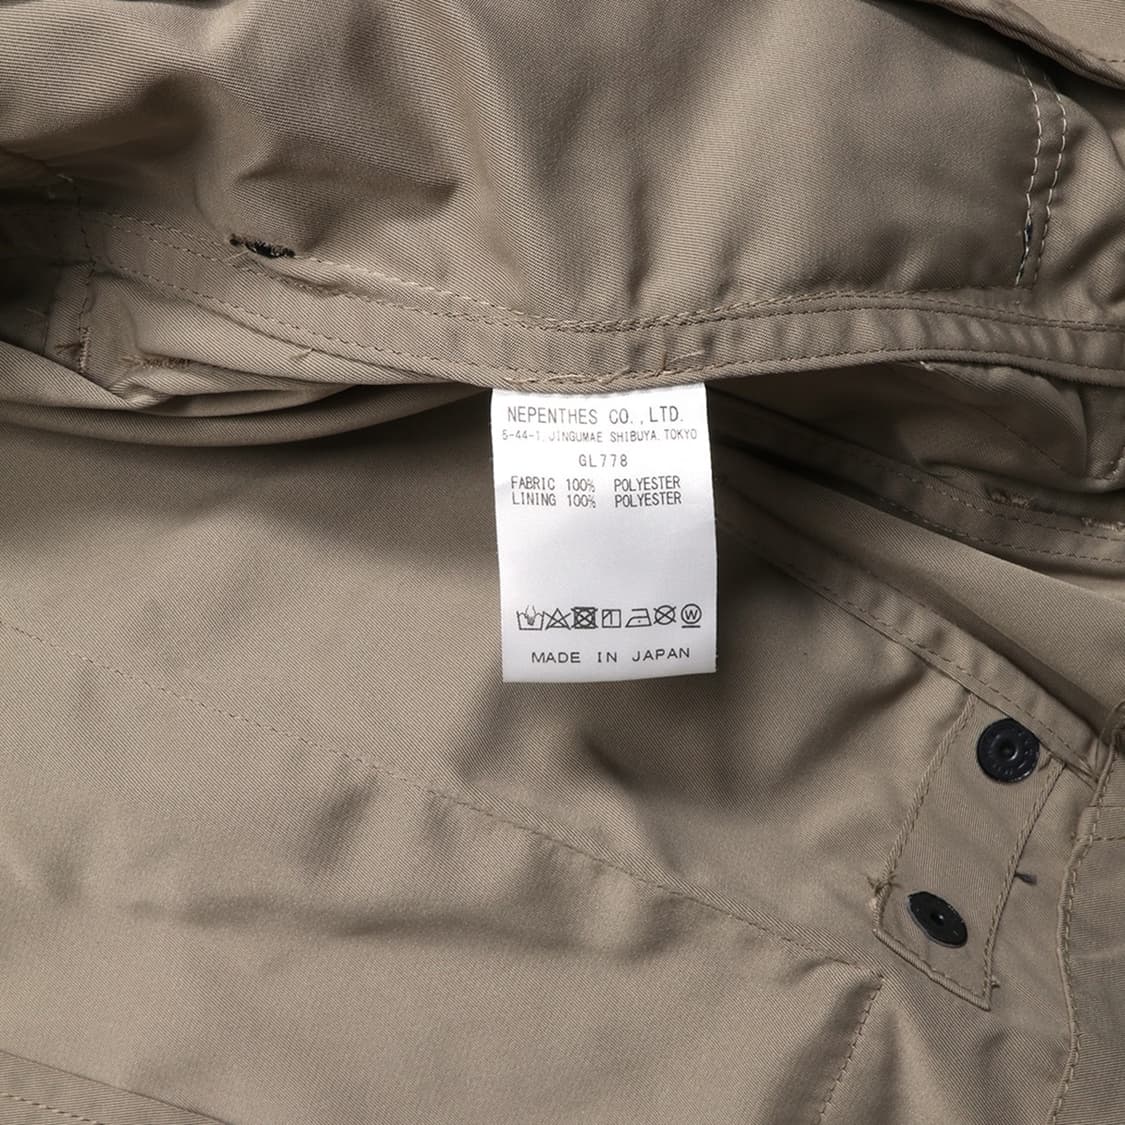 NEPENTHES CO.,LTD.
5-44-1,JINGUMAE SHIBUYA.TOKYO
GL778
FABRIC 100% POLYESTER
LINING 100% POLYESTER
W
MADE IN JAPAN